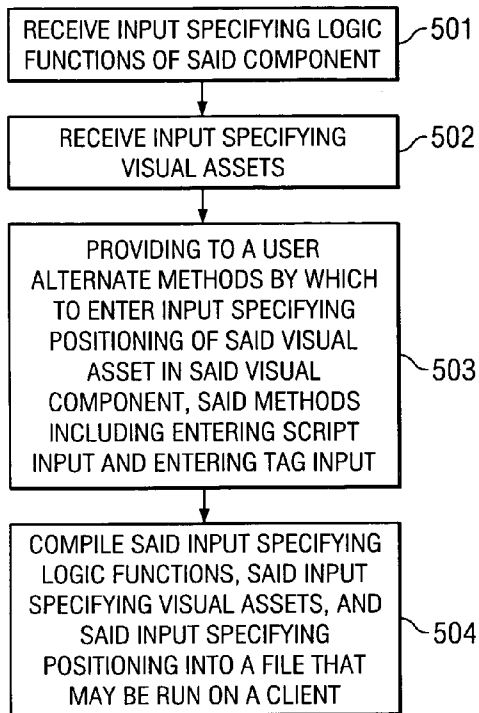 RECEIVE INPUT SPECIFYING LOGIC
FUNCTIONS OF SAID COMPONENT
501
RECEIVE INPUT SPECIFYING
VISUAL ASSETS
502
PROVIDING TO A USER
ALTERNATE METHODS BY WHICH
TO ENTER INPUT SPECIFYING
POSITIONING OF SAID VISUAL
ASSET IN SAID VISUAL
COMPONENT, SAID METHODS
INCLUDING ENTERING SCRIPT
INPUT AND ENTERING TAG INPUT
503
COMPILE SAID INPUT SPECIFYING
LOGIC FUNCTIONS, SAID INPUT
SPECIFYING VISUAL ASSETS, AND
SAID INPUT SPECIFYING
POSITIONING INTO A FILE THAT
MAY BE RUN ON A CLIENT
504